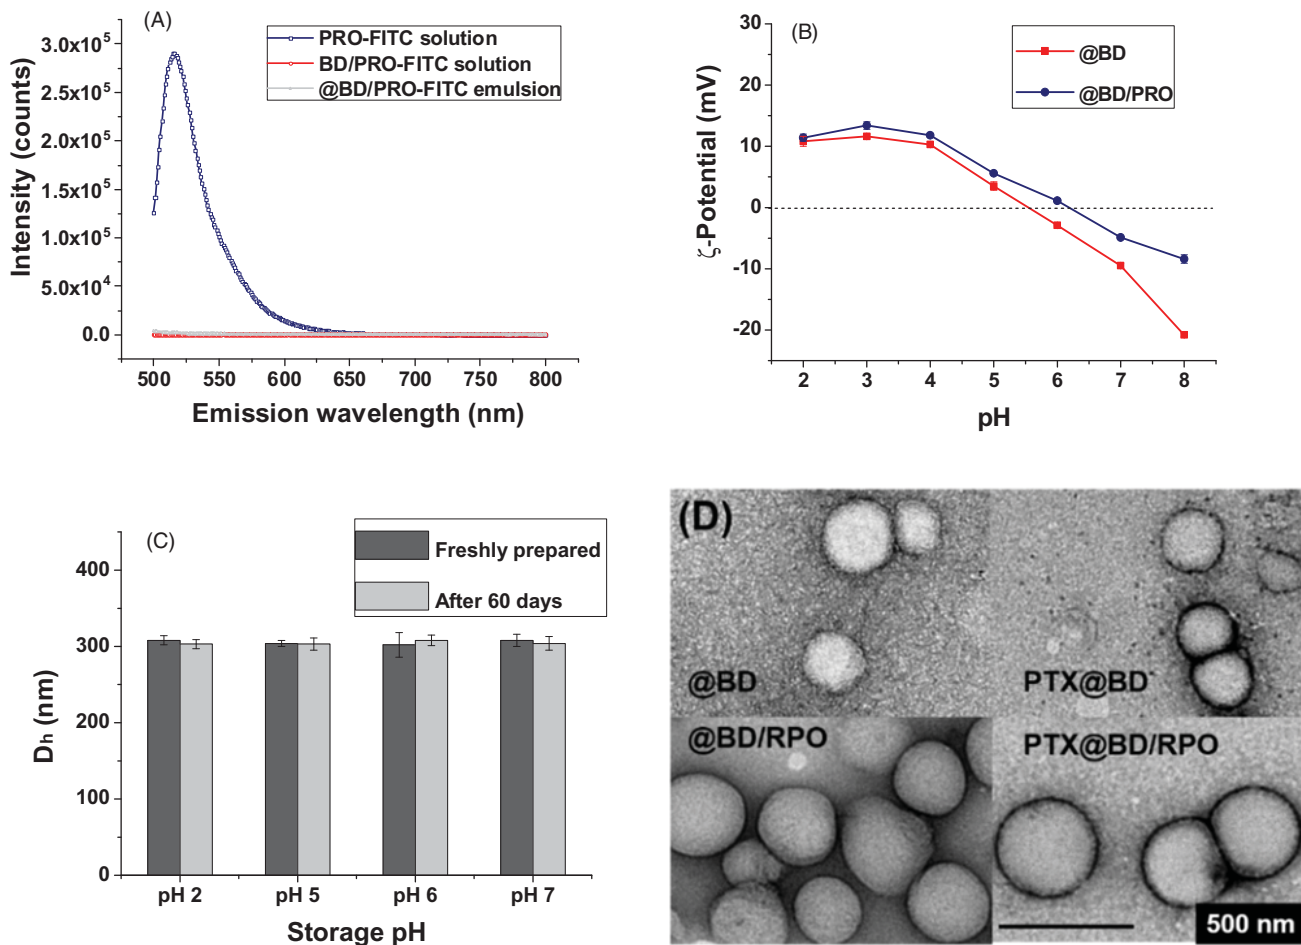 (A)
PRO-FITC solution
BD/PRO-FITC solution
@BD/PRO-FITC emulsion
3.0x10⁵
2.5x10⁵
2.0x10⁵
1.5x10⁵
1.0x10⁵
5.0x10⁴
0.0
Intensity (counts)
500 550 600 650 700 750 800
Emission wavelength (nm)
(B)
@BD
@BD/PRO
30
20
10
0
-10
-20
ζ-Potential (mV)
2 3 4 5 6 7 8
pH
(C)
Freshly prepared
After 60 days
400
300
200
100
0
Dh (nm)
pH 2 pH 5 pH 6 pH 7
Storage pH
(D)
@BD
PTX@BD
@BD/RPO
PTX@BD/RPO
500 nm